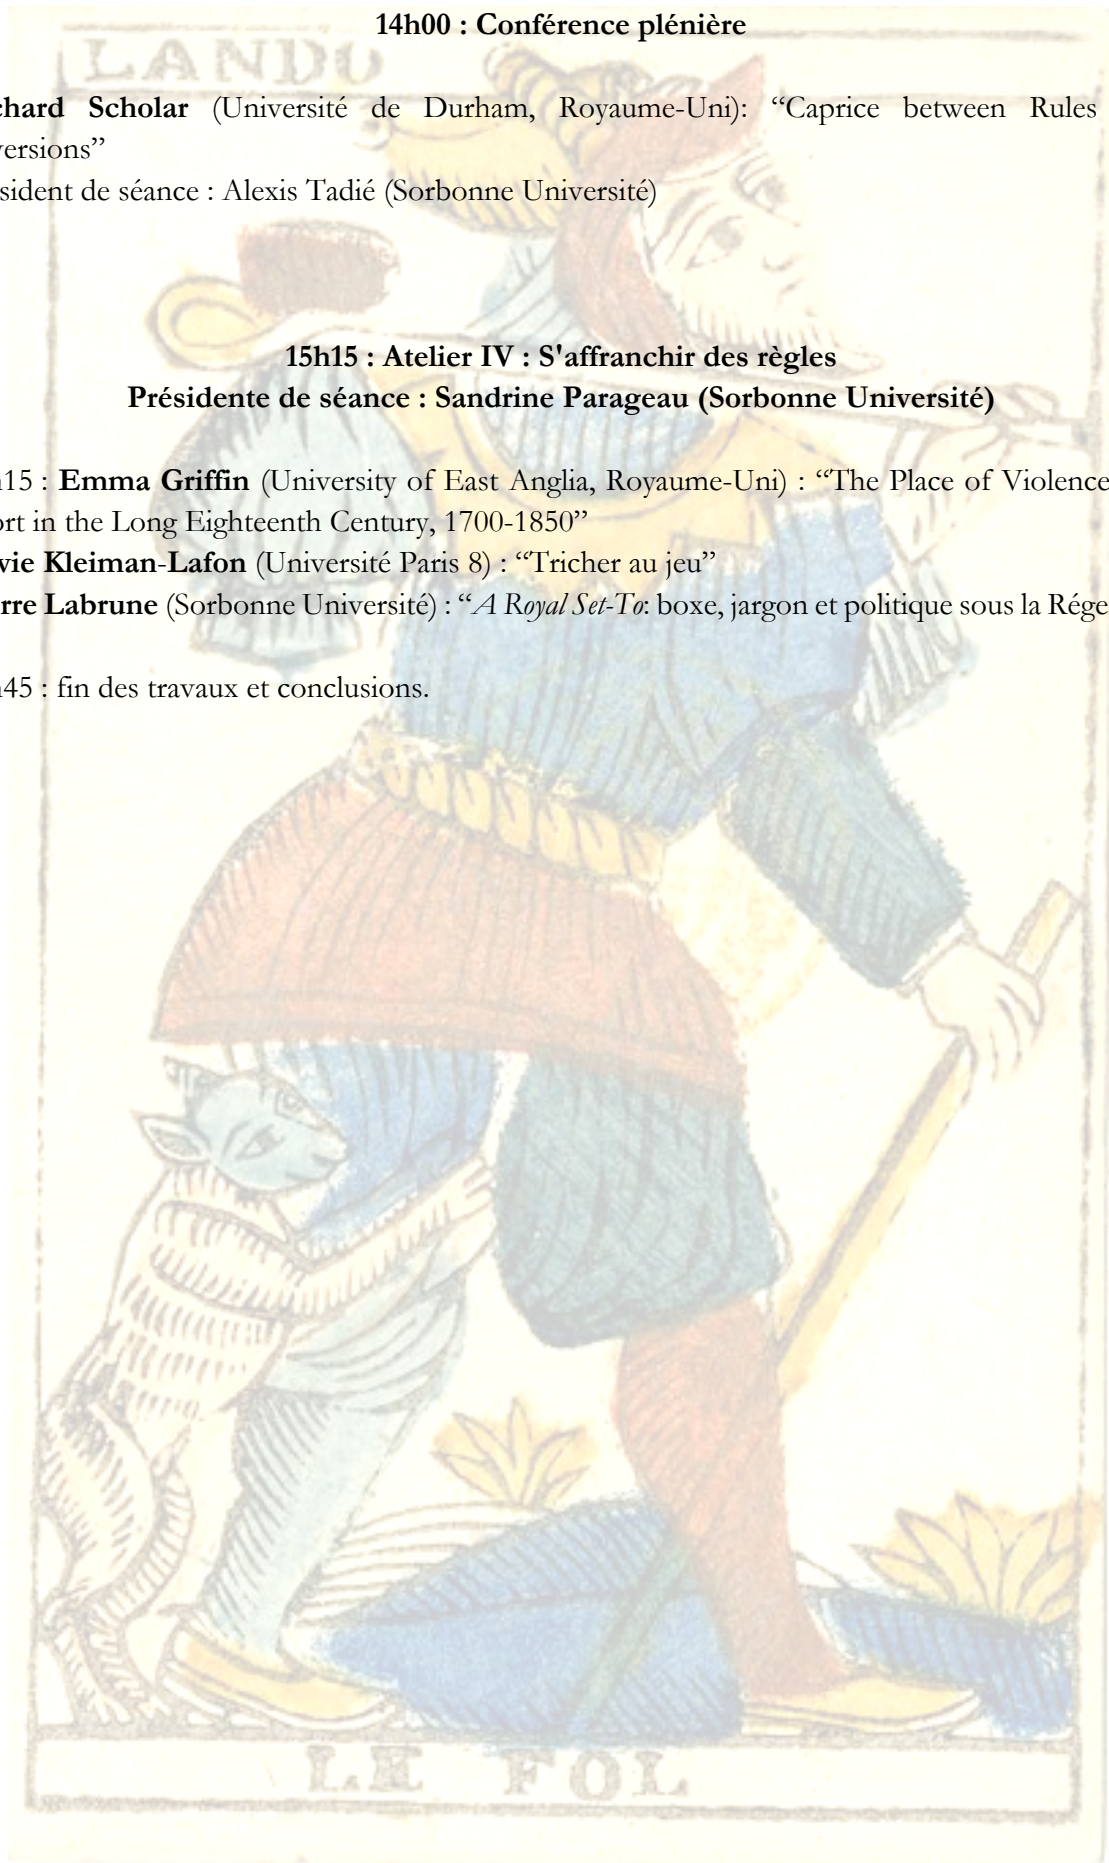 14h00 : Conférence plénière
LANDO
chard Scholar (Université de Durham, Royaume-Uni): “Caprice between Rules
versions”
sident de séance : Alexis Tadié (Sorbonne Université)
15h15 : Atelier IV : S'affranchir des règles
Présidente de séance : Sandrine Parageau (Sorbonne Université)
h15 : Emma Griffin (University of East Anglia, Royaume-Uni) : “The Place of Violence
ort in the Long Eighteenth Century, 1700-1850”
vie Kleiman-Lafon (Université Paris 8) : “Tricher au jeu”
rre Labrune (Sorbonne Université) : “A Royal Set-To: boxe, jargon et politique sous la Rége
h45 : fin des travaux et conclusions.
LE FOL